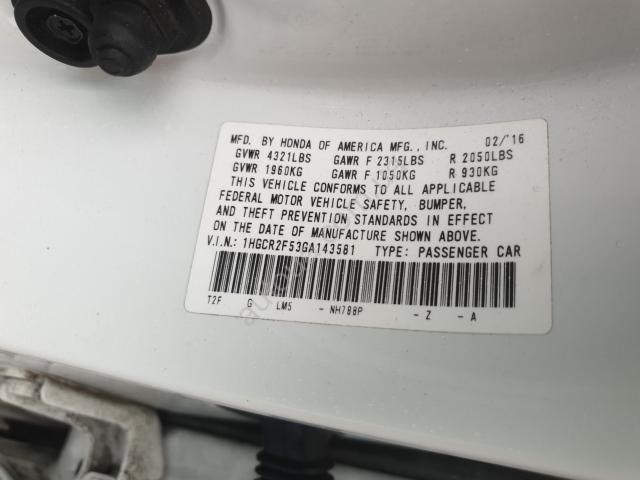 MFD. BY HONDA OF AMERICA MFG., INC. 02/'16
GVWR 4321LBS GAWR F 2315LBS R 2050LBS
GVWR 1960KG GAWR F 1050KG R 930KG
THIS VEHICLE CONFORMS TO ALL APPLICABLE
FEDERAL MOTOR VEHICLE SAFETY, BUMPER,
AND THEFT PREVENTION STANDARDS IN EFFECT
ON THE DATE OF MANUFACTURE SHOWN ABOVE.
V.I.N.: 1HGCR2F53GA143581 TYPE: PASSENGER CAR
T2F G LM5 - NH788P - Z - A